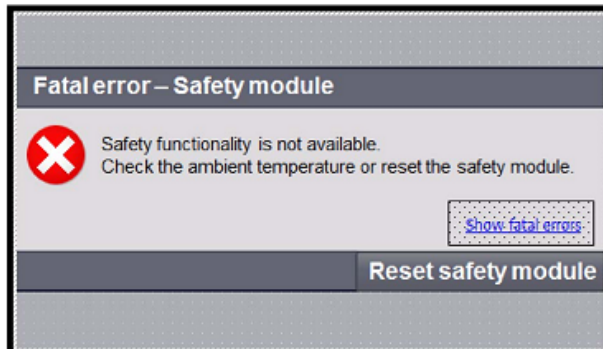 Fatal error – Safety module
Safety functionality is not available.
Check the ambient temperature or reset the safety module.
Show fatal errors
Reset safety module